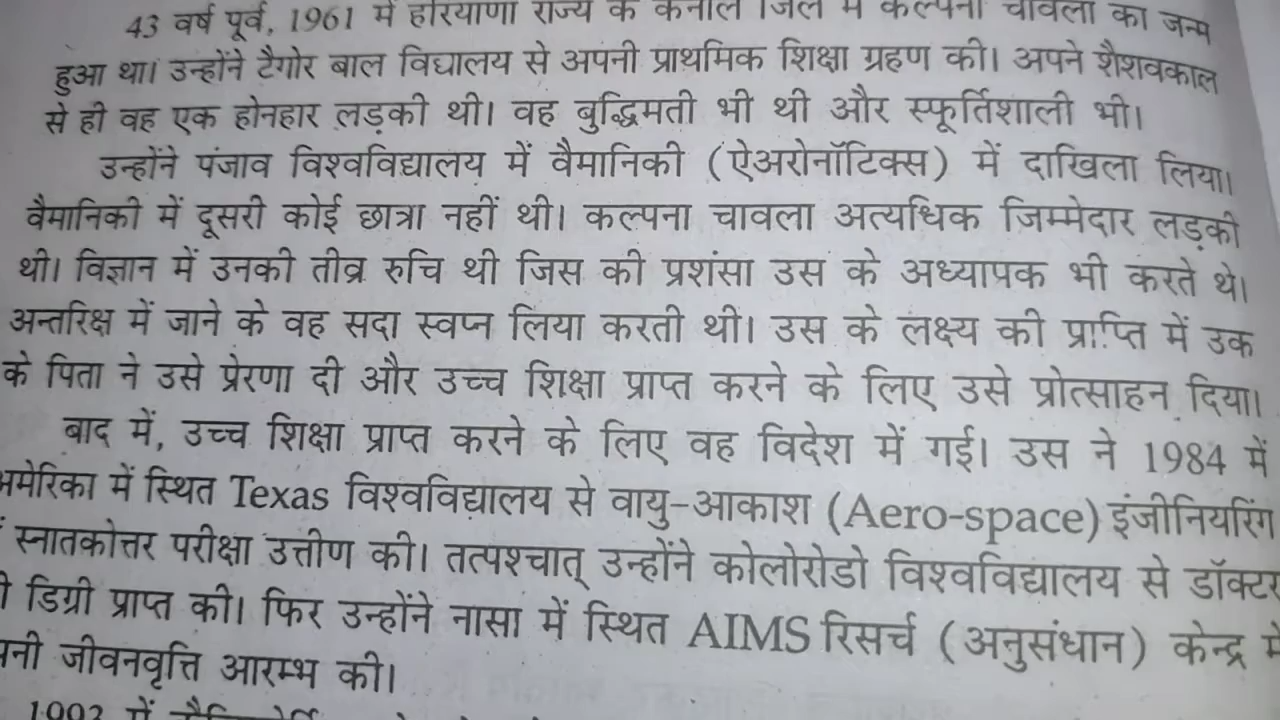 43 वर्ष पूर्व, 1961 में हरियाणा राज्य के कर्नाल जिले में कल्पना चावला का जन्म
हुआ था। उन्होंने टैगोर बाल विद्यालय से अपनी प्राथमिक शिक्षा ग्रहण की। अपने शैशवकाल
से ही वह एक होनहार लड़की थी। वह बुद्धिमती भी थी और स्फूर्तिशाली भी।
उन्होंने पंजाव विश्वविद्यालय में वैमानिकी (ऐअरोनॉटिक्स) में दाखिला लिया।
वैमानिकी में दूसरी कोई छात्रा नहीं थी। कल्पना चावला अत्यधिक ज़िम्मेदार लड़की
थी। विज्ञान में उनकी तीव्र रुचि थी जिस की प्रशंसा उस के अध्यापक भी करते थे।
अन्तरिक्ष में जाने के वह सदा स्वप्न लिया करती थी। उस के लक्ष्य की प्राप्ति में उक
के पिता ने उसे प्रेरणा दी और उच्च शिक्षा प्राप्त करने के लिए उसे प्रोत्साहन दिया।
बाद में, उच्च शिक्षा प्राप्त करने के लिए वह विदेश में गई। उस ने 1984 में
अमेरिका में स्थित Texas विश्वविद्यालय से वायु-आकाश (Aero-space) इंजीनियरिंग
स्नातकोत्तर परीक्षा उत्तीण की। तत्पश्चात् उन्होंने कोलोरोडो विश्वविद्यालय से डॉक्टर
डिग्री प्राप्त की। फिर उन्होंने नासा में स्थित AIMS रिसर्च (अनुसंधान) केन्द्र में
जीवनवृत्ति आरम्भ की।
में